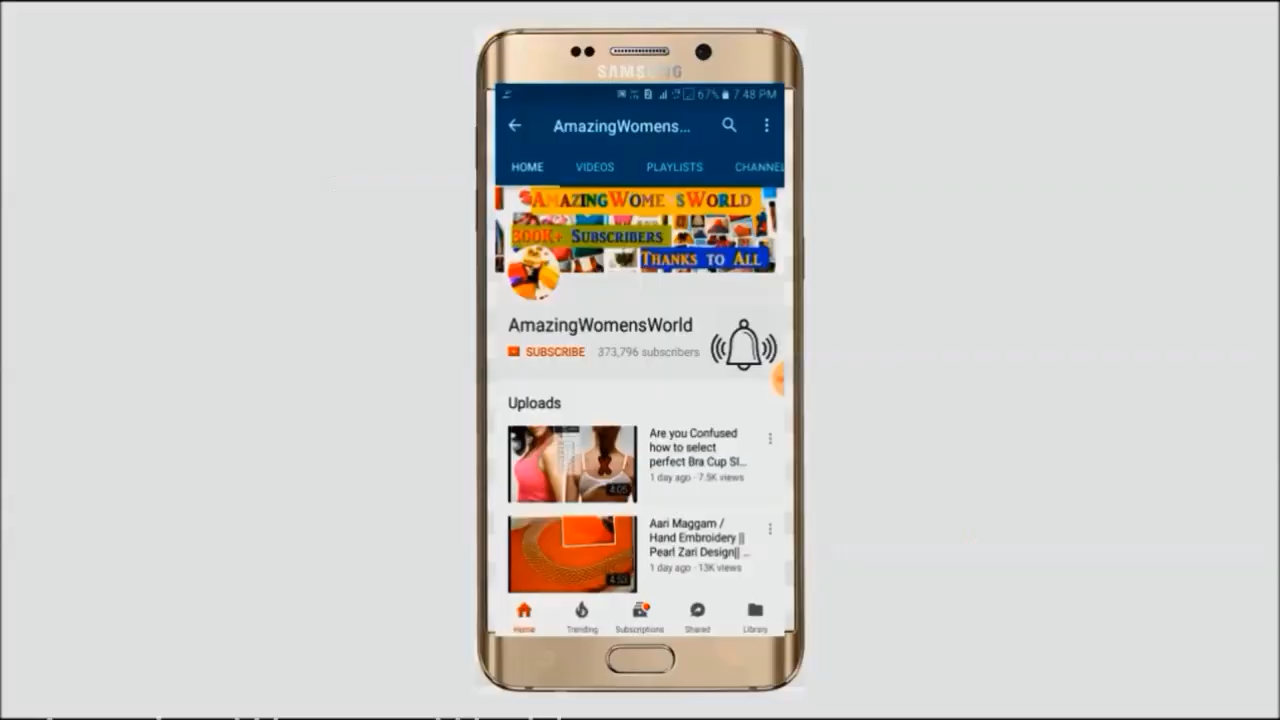 SAMSUNG
67% 7:48 PM
AmazingWomens...
HOME VIDEOS PLAYLISTS CHANNEL
AMAZINGWOME SWORLD
300K+ SUBSCRIBERS
THANKS TO ALL
AmazingWomensWorld
SUBSCRIBE 373,796 subscribers
Uploads
Are you Confused
how to select
perfect Bra Cup SI...
1 day ago · 7.5K views
4:05
Aari Maggam /
Hand Embroidery ||
Pearl Zari Design|| ...
1 day ago · 13K views
4:53
Home Trending Subscriptions Shared Library